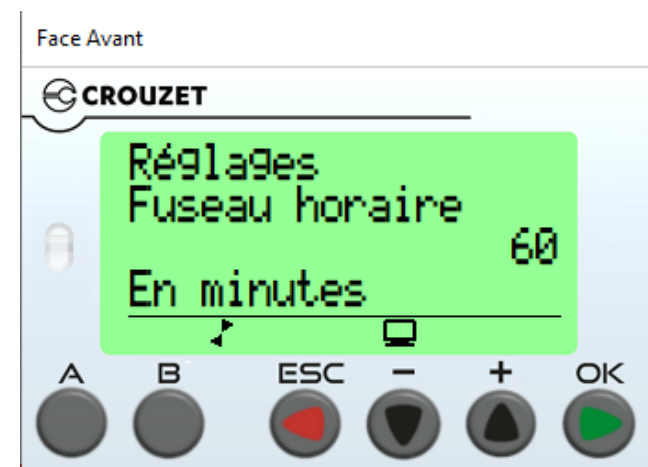 Face Avant
CROUZET
Réglages
Fuseau horaire
60
En minutes
A B ESC - + OK